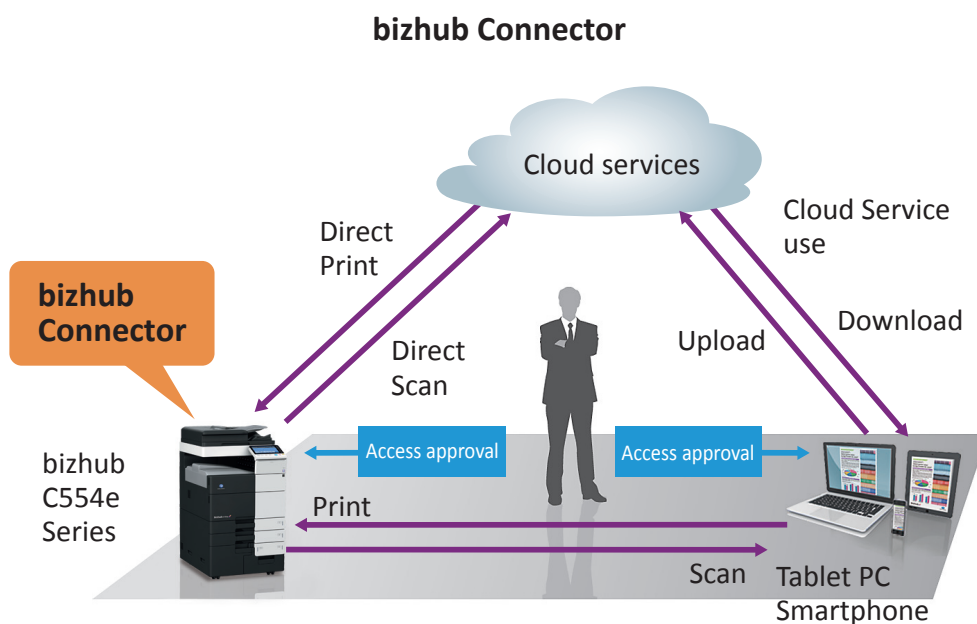 bizhub Connector
Cloud services
Direct
Print
Cloud Service
use
bizhub
Connector
Direct
Scan
Upload
Download
Access approval
Access approval
bizhub
C554e
Series
Print
Scan
Tablet PC
Smartphone